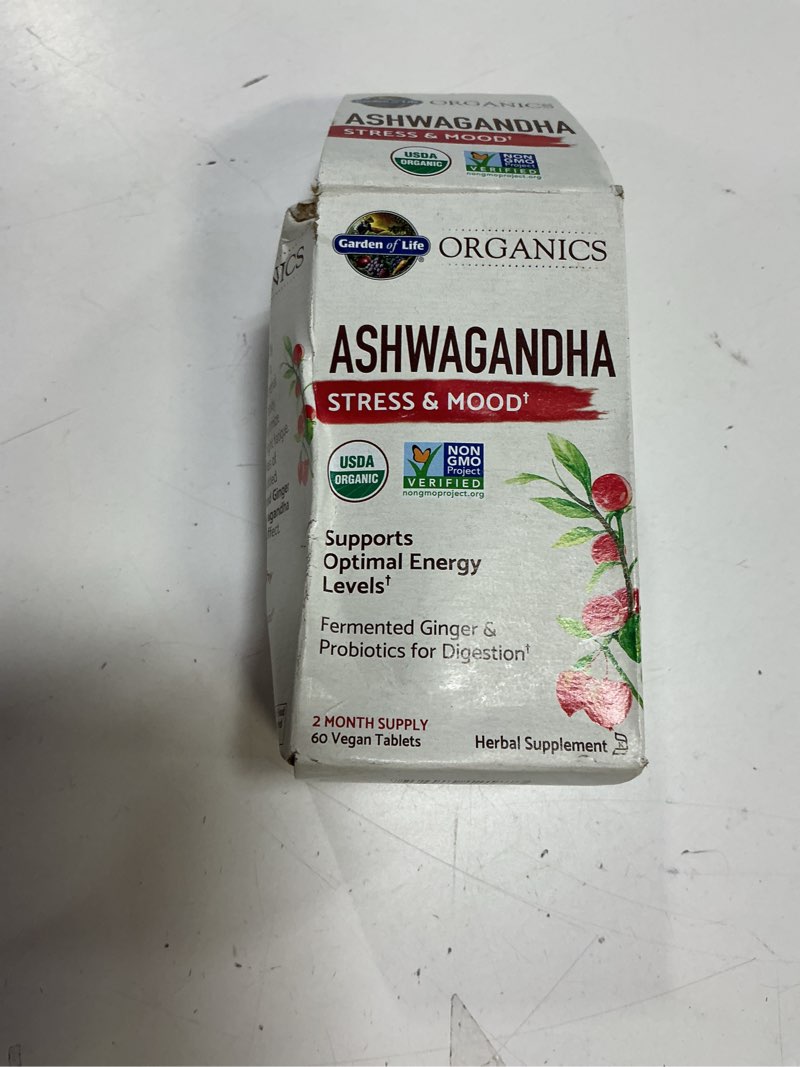 ORGANICS
ASHWAGANDHA
STRESS & MOOD†
USDA
ORGANIC
NON
GMO
Project
VERIFIED
nongmoproject.org
Garden of Life®
ORGANICS
ASHWAGANDHA
STRESS & MOOD†
USDA
ORGANIC
NON
GMO
Project
VERIFIED
nongmoproject.org
Supports
Optimal Energy
Levels†
Fermented Ginger &
Probiotics for Digestion†
2 MONTH SUPPLY
60 Vegan Tablets
Herbal Supplement
NICS
Ginger